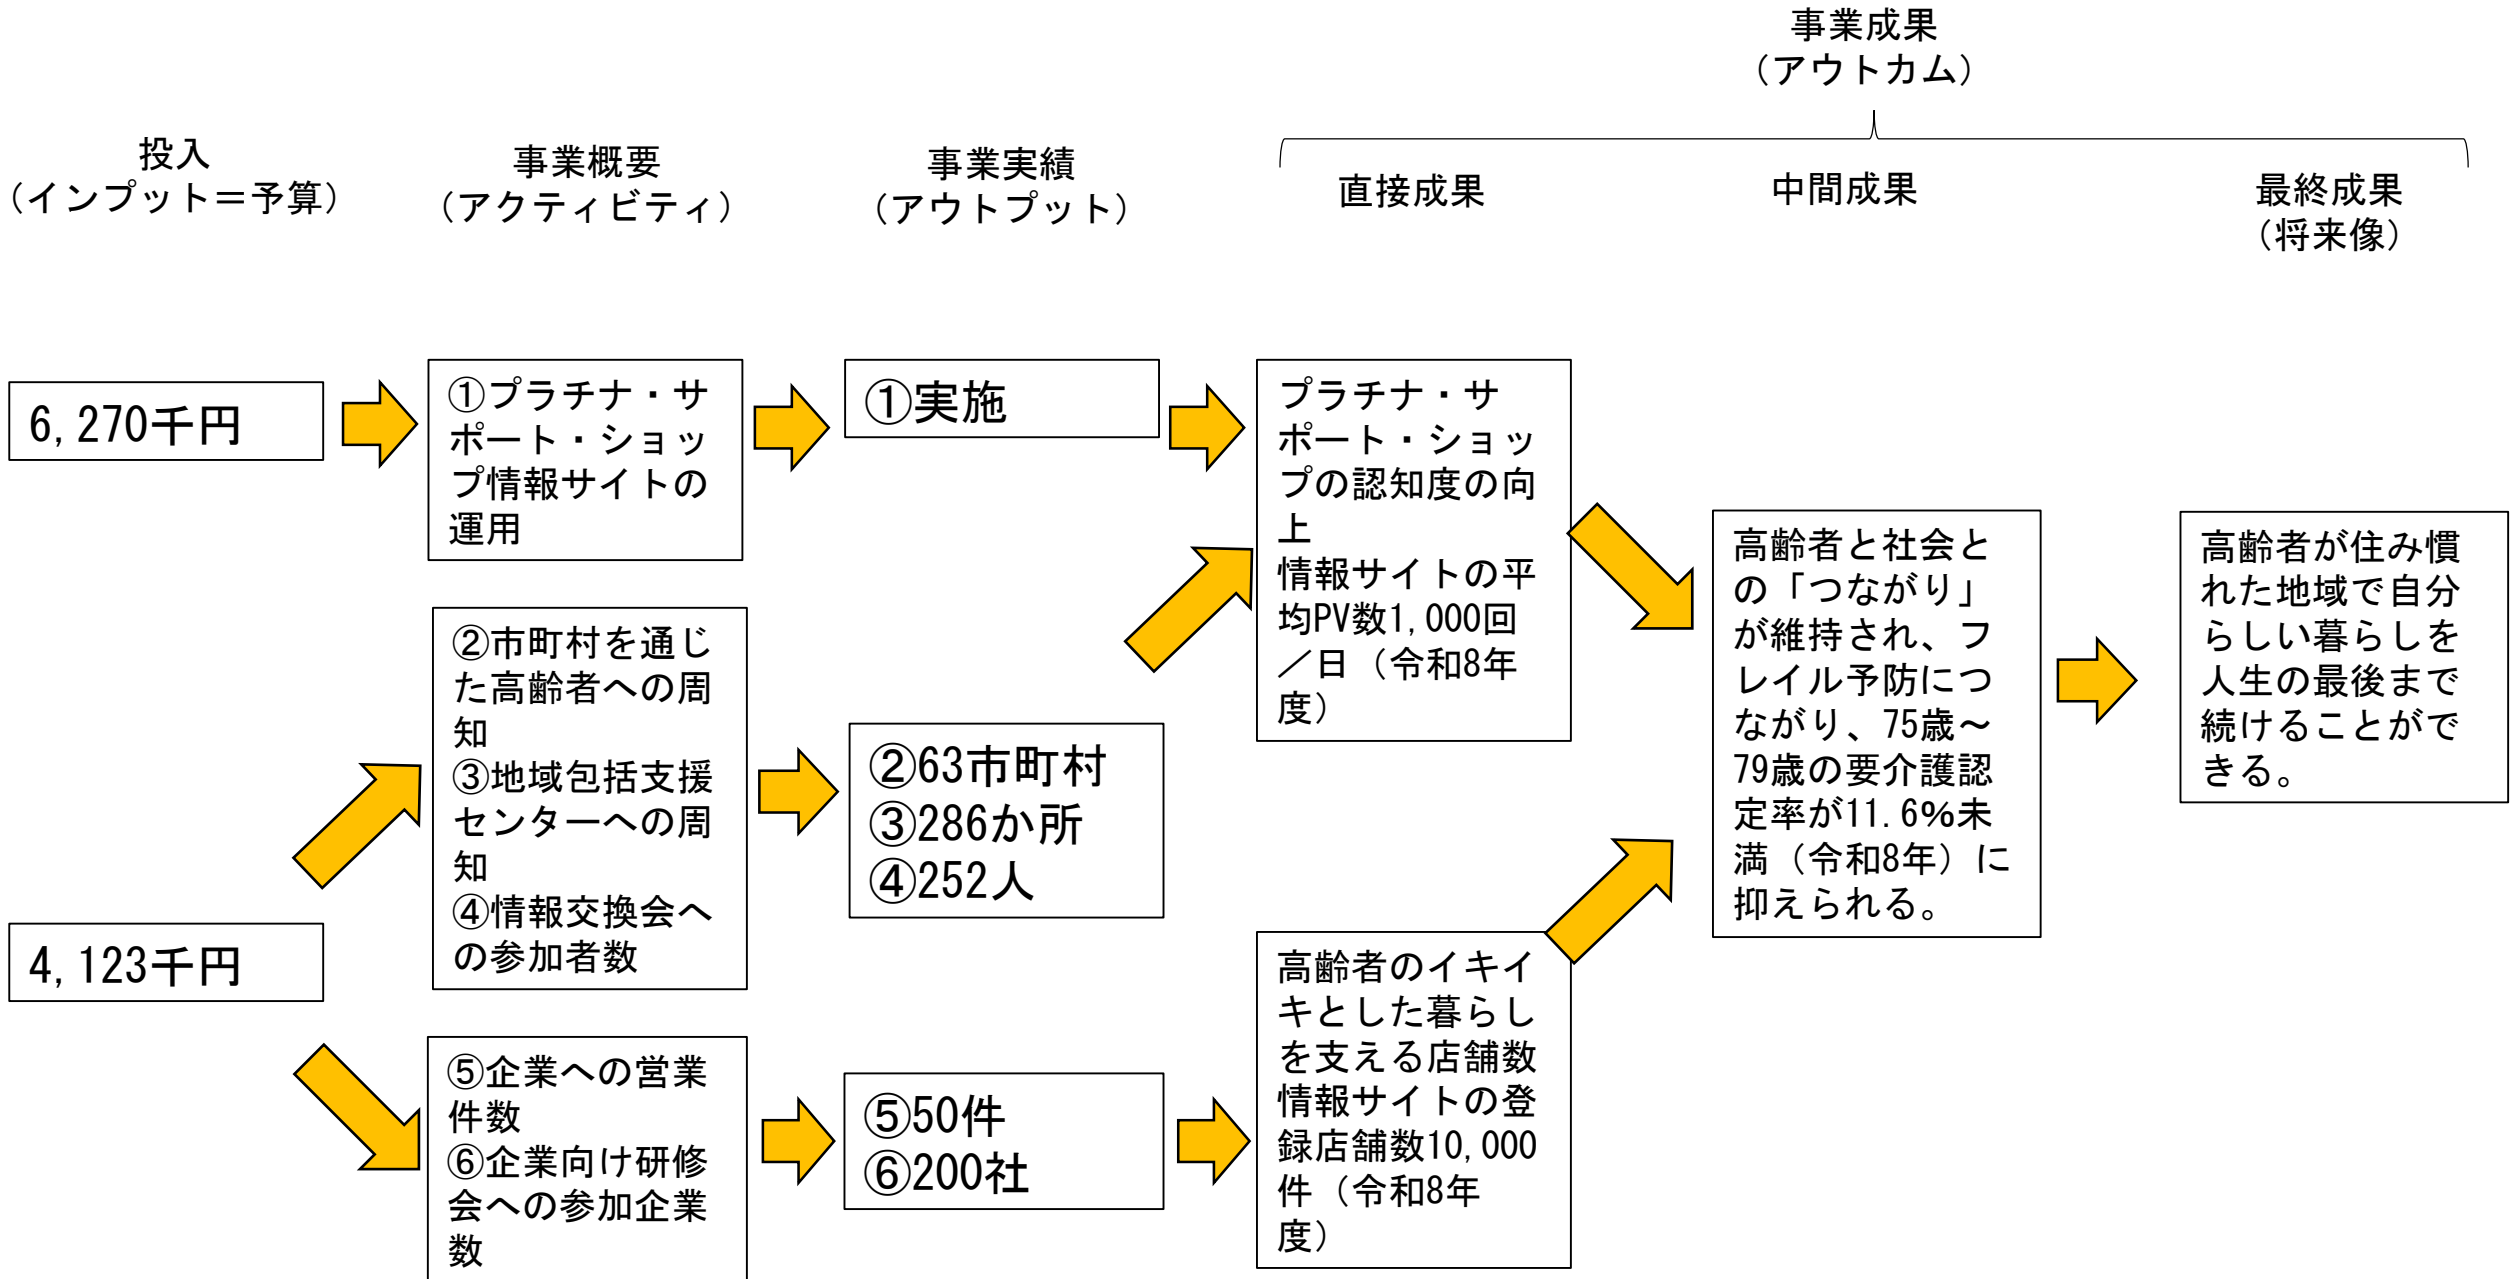 事業成果
（アウトカム）
投入
（インプット＝予算）
事業概要
（アクティビティ）
事業実績
（アウトプット）
直接成果
中間成果
最終成果
（将来像）
6,270千円
①プラチナ・サ
ポート・ショッ
プ情報サイトの
運用
①実施
プラチナ・サ
ポート・ショッ
プの認知度の向
上
情報サイトの平
均PV数1,000回
／日（令和8年
度）
4,123千円
②市町村を通じ
た高齢者への周
知
③地域包括支援
センターへの周
知
④情報交換会へ
の参加者数
②63市町村
③286か所
④252人
⑤企業への営業
件数
⑥企業向け研修
会への参加企業
数
⑤50件
⑥200社
高齢者のイキイ
キとした暮らし
を支える店舗数
情報サイトの登
録店舗数10,000
件（令和8年
度）
高齢者と社会と
の「つながり」
が維持され、フ
レイル予防につ
ながり、75歳～
79歳の要介護認
定率が11.6%未
満（令和8年）に
抑えられる。
高齢者が住み慣
れた地域で自分
らしい暮らしを
人生の最後まで
続けることがで
きる。